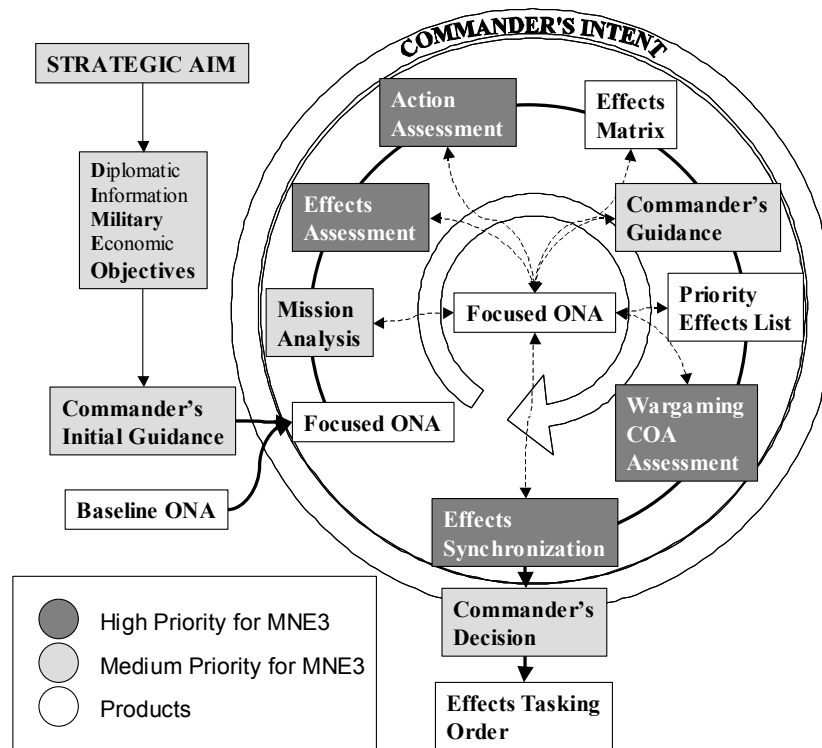 COMMANDER'S INTENT
STRATEGIC AIM
Diplomatic
Information
Military
Economic
Objectives
Commander's
Initial Guidance
Baseline ONA
Action
Assessment
Effects
Matrix
Effects
Assessment
Commander's
Guidance
Mission
Analysis
Focused ONA
Priority
Effects List
Focused ONA
Wargaming
COA
Assessment
Effects
Synchronization
Commander's
Decision
Effects Tasking
Order
High Priority for MNE3
Medium Priority for MNE3
Products